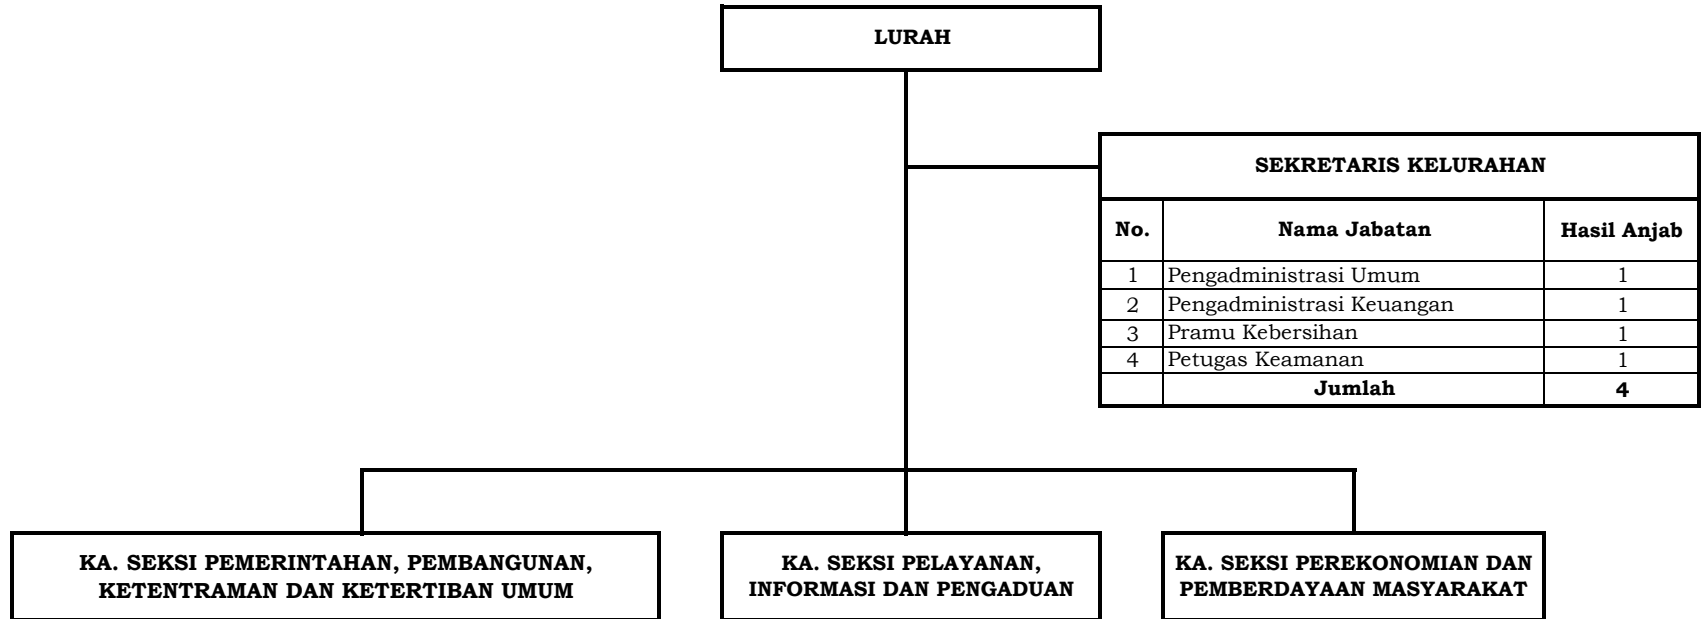 LURAH
SEKRETARIS KELURAHAN
No. Nama Jabatan Hasil Anjab
1 Pengadministrasi Umum 1
2 Pengadministrasi Keuangan 1
3 Pramu Kebersihan 1
4 Petugas Keamanan 1
Jumlah 4
KA. SEKSI PEMERINTAHAN, PEMBANGUNAN,
KETENTRAMAN DAN KETERTIBAN UMUM
KA. SEKSI PELAYANAN,
INFORMASI DAN PENGADUAN
KA. SEKSI PEREKONOMIAN DAN
PEMBERDAYAAN MASYARAKAT